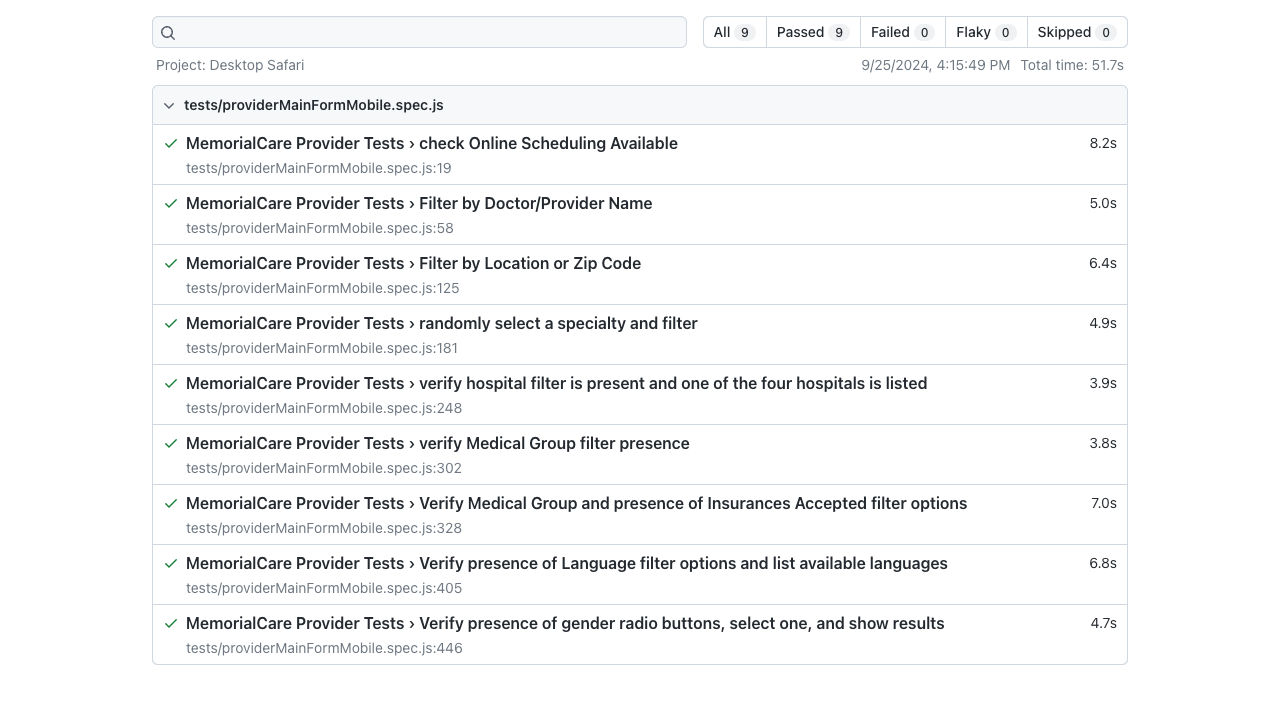 All 9 Passed 9 Failed 0 Flaky 0 Skipped 0
Project: Desktop Safari 9/25/2024, 4:15:49 PM Total time: 51.7s
tests/providerMainFormMobile.spec.js
MemorialCare Provider Tests › check Online Scheduling Available 8.2s
tests/providerMainFormMobile.spec.js:19
MemorialCare Provider Tests › Filter by Doctor/Provider Name 5.0s
tests/providerMainFormMobile.spec.js:58
MemorialCare Provider Tests › Filter by Location or Zip Code 6.4s
tests/providerMainFormMobile.spec.js:125
MemorialCare Provider Tests › randomly select a specialty and filter 4.9s
tests/providerMainFormMobile.spec.js:181
MemorialCare Provider Tests › verify hospital filter is present and one of the four hospitals is listed 3.9s
tests/providerMainFormMobile.spec.js:248
MemorialCare Provider Tests › verify Medical Group filter presence 3.8s
tests/providerMainFormMobile.spec.js:302
MemorialCare Provider Tests › Verify Medical Group and presence of Insurances Accepted filter options 7.0s
tests/providerMainFormMobile.spec.js:328
MemorialCare Provider Tests › Verify presence of Language filter options and list available languages 6.8s
tests/providerMainFormMobile.spec.js:405
MemorialCare Provider Tests › Verify presence of gender radio buttons, select one, and show results 4.7s
tests/providerMainFormMobile.spec.js:446